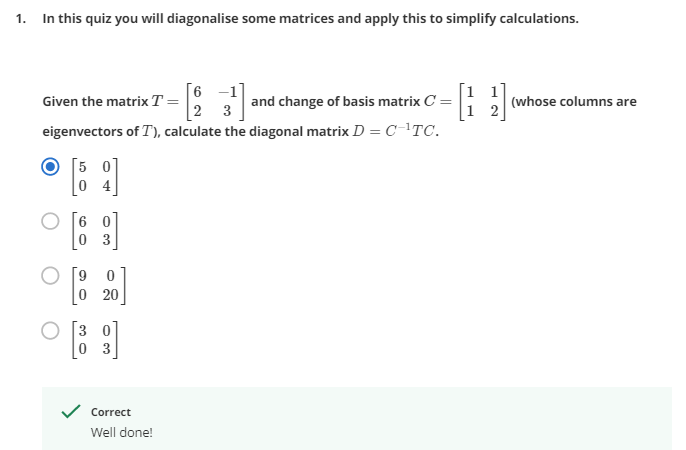 1. In this quiz you will diagonalise some matrices and apply this to simplify calculations.
Given the matrix T = [6 −1; 2 3] and change of basis matrix C = [1 1; 1 2] (whose columns are
eigenvectors of T), calculate the diagonal matrix D = C⁻¹TC.
[5 0; 0 4]
[6 0; 0 3]
[9 0; 0 20]
[3 0; 0 3]
Correct
Well done!